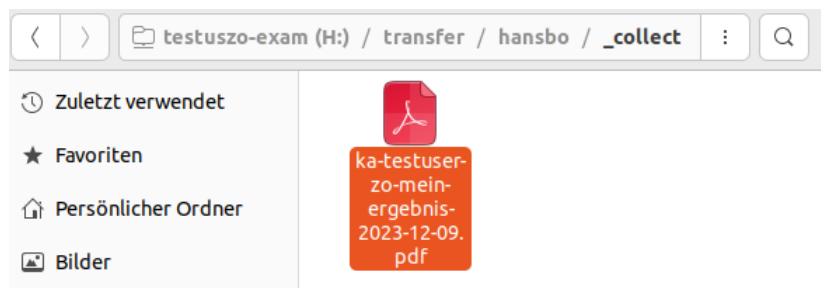 testuszo-exam (H:) / transfer / hansbo / _collect
Zuletzt verwendet
Favoriten
Persönlicher Ordner
Bilder
ka-testuser-
zo-mein-
ergebnis-
2023-12-09.
pdf